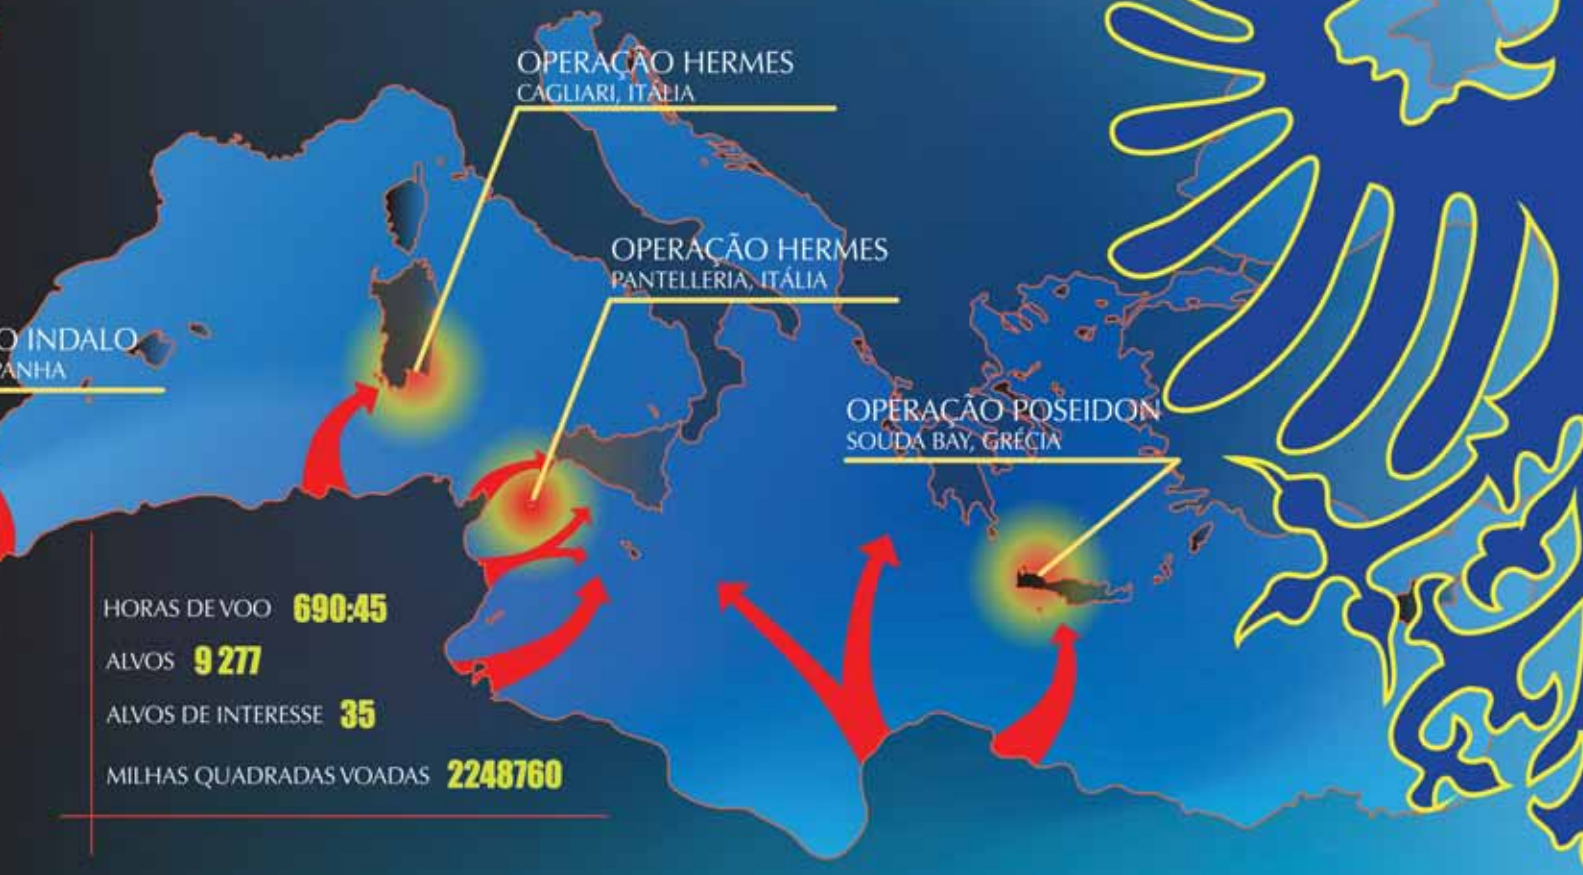 OPERAÇÃO HERMES
CAGLIARI, ITÁLIA
OPERAÇÃO HERMES
PANTELLERIA, ITÁLIA
O INDALO
PANHA
OPERAÇÃO POSEIDON
SOUDA BAY, GRÉCIA
HORAS DE VOO 690:45
ALVOS 9 277
ALVOS DE INTERESSE 35
MILHAS QUADRADAS VOADAS 2248760